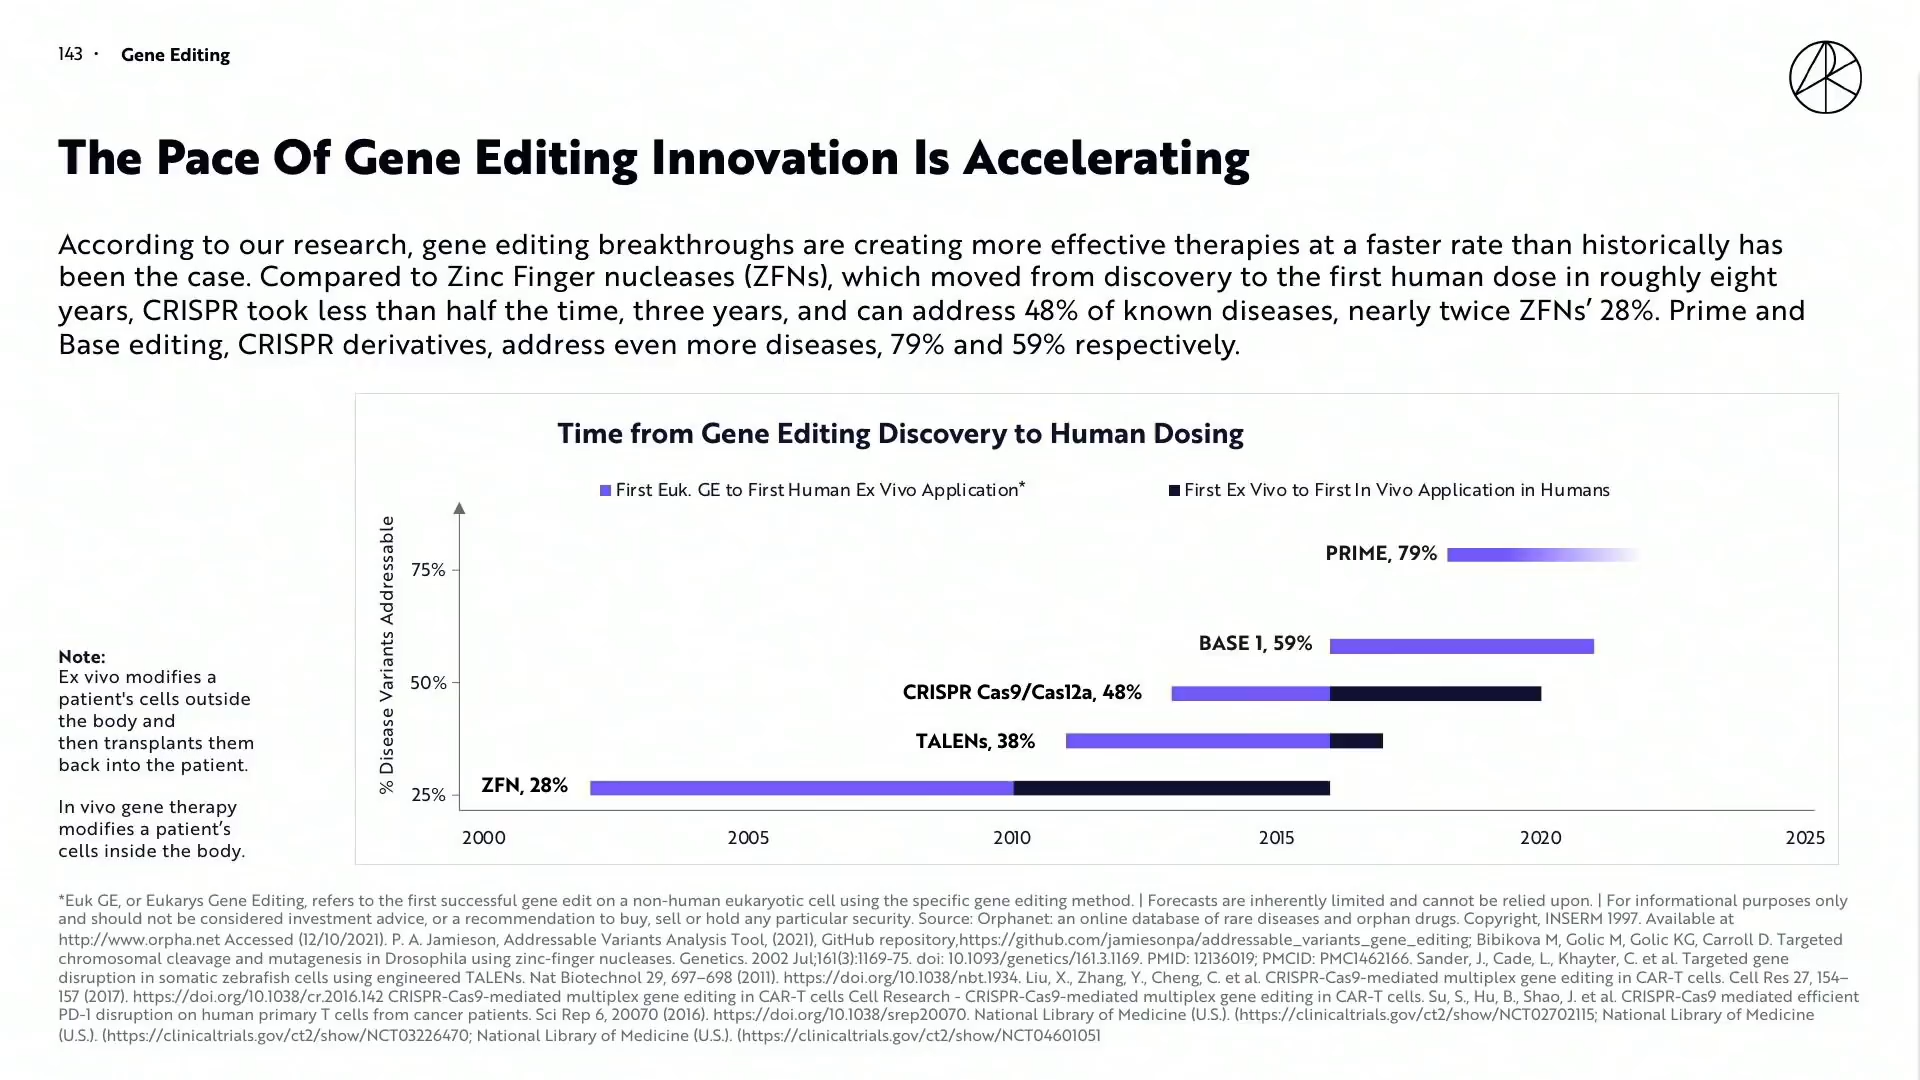 143 · Gene Editing
The Pace Of Gene Editing Innovation Is Accelerating
According to our research, gene editing breakthroughs are creating more effective therapies at a faster rate than historically has
been the case. Compared to Zinc Finger nucleases (ZFNs), which moved from discovery to the first human dose in roughly eight
years, CRISPR took less than half the time, three years, and can address 48% of known diseases, nearly twice ZFNs’ 28%. Prime and
Base editing, CRISPR derivatives, address even more diseases, 79% and 59% respectively.
Time from Gene Editing Discovery to Human Dosing
First Euk. GE to First Human Ex Vivo Application*
First Ex Vivo to First In Vivo Application in Humans
% Disease Variants Addressable
75%
50%
25%
PRIME, 79%
BASE 1, 59%
CRISPR Cas9/Cas12a, 48%
TALENs, 38%
ZFN, 28%
2000 2005 2010 2015 2020 2025
Note:
Ex vivo modifies a
patient's cells outside
the body and
then transplants them
back into the patient.
In vivo gene therapy
modifies a patient’s
cells inside the body.
*Euk GE, or Eukarys Gene Editing, refers to the first successful gene edit on a non-human eukaryotic cell using the specific gene editing method. | Forecasts are inherently limited and cannot be relied upon. | For informational purposes only
and should not be considered investment advice, or a recommendation to buy, sell or hold any particular security. Source: Orphanet: an online database of rare diseases and orphan drugs. Copyright, INSERM 1997. Available at
http://www.orpha.net Accessed (12/10/2021). P. A. Jamieson, Addressable Variants Analysis Tool, (2021), GitHub repository,https://github.com/jamiesonpa/addressable_variants_gene_editing; Bibikova M, Golic M, Golic KG, Carroll D. Targeted
chromosomal cleavage and mutagenesis in Drosophila using zinc-finger nucleases. Genetics. 2002 Jul;161(3):1169-75. doi: 10.1093/genetics/161.3.1169. PMID: 12136019; PMCID: PMC1462166. Sander, J., Cade, L., Khayter, C. et al. Targeted gene
disruption in somatic zebrafish cells using engineered TALENs. Nat Biotechnol 29, 697–698 (2011). https://doi.org/10.1038/nbt.1934. Liu, X., Zhang, Y., Cheng, C. et al. CRISPR-Cas9-mediated multiplex gene editing in CAR-T cells. Cell Res 27, 154–
157 (2017). https://doi.org/10.1038/cr.2016.142 CRISPR-Cas9-mediated multiplex gene editing in CAR-T cells Cell Research - CRISPR-Cas9-mediated multiplex gene editing in CAR-T cells. Su, S., Hu, B., Shao, J. et al. CRISPR-Cas9 mediated efficient
PD-1 disruption on human primary T cells from cancer patients. Sci Rep 6, 20070 (2016). https://doi.org/10.1038/srep20070. National Library of Medicine (U.S.). (https://clinicaltrials.gov/ct2/show/NCT02702115; National Library of Medicine
(U.S.). (https://clinicaltrials.gov/ct2/show/NCT03226470; National Library of Medicine (U.S.). (https://clinicaltrials.gov/ct2/show/NCT04601051